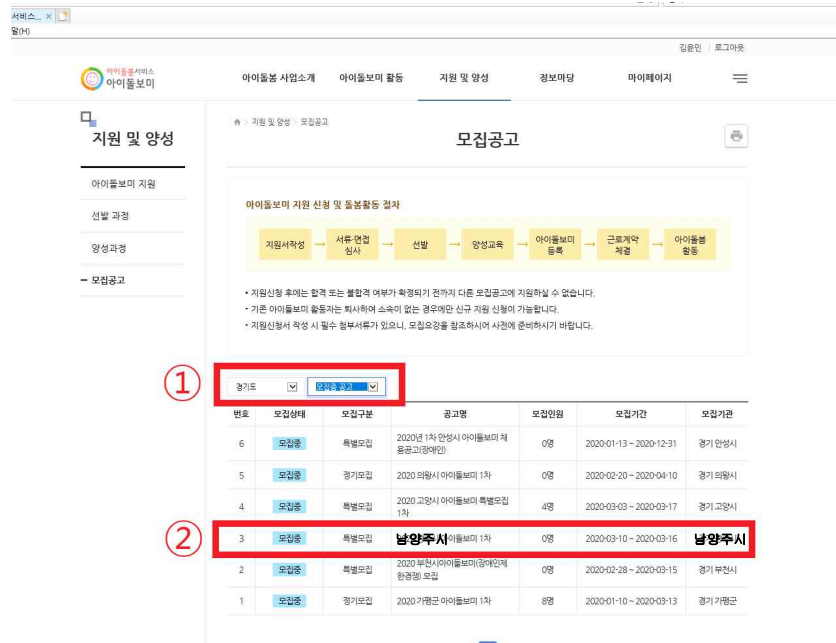 서비스... ×
말(H)
김윤민 | 로그아웃
아이돌봄서비스
아이돌보미
아이돌봄 사업소개 아이돌보미 활동 지원 및 양성 정보마당 마이페이지
지원 및 양성
아이돌보미 지원
선발 과정
양성과정
모집공고
> 지원 및 양성 > 모집공고
모집공고
아이돌보미 지원 신청 및 돌봄활동 절차
지원서작성 → 서류·면접 심사 → 선발 → 양성교육 → 아이돌보미 등록 → 근로계약 체결 → 아이돌봄 활동
• 지원신청 후에는 합격 또는 불합격 여부가 확정되기 전까지 다른 모집공고에 지원하실 수 없습니다.
• 기존 아이돌보미 활동자는 퇴사하여 소속이 없는 경우에만 신규 지원 신청이 가능합니다.
• 지원신청서 작성 시 필수 첨부서류가 있으니, 모집요강을 참조하시어 사전에 준비하시기 바랍니다.
① 경기도 모집중 공고
번호 모집상태 모집구분 공고명 모집인원 모집기간 모집기관
6 모집중 특별모집 2020년 1차 안성시 아이돌보미 채용공고(장애인) 0명 2020-01-13 ~ 2020-12-31 경기 안성시
5 모집중 정기모집 2020 의왕시 아이돌보미 1차 0명 2020-02-20 ~ 2020-04-10 경기 의왕시
4 모집중 특별모집 2020 고양시 아이돌보미 특별모집 1차 4명 2020-03-03 ~ 2020-03-17 경기 고양시
② 3 모집중 특별모집 남양주시 아이돌보미 1차 0명 2020-03-10 ~ 2020-03-16 남양주시
2 모집중 특별모집 2020 부천시아이돌보미(장애인제한경쟁) 모집 0명 2020-02-28 ~ 2020-03-15 경기 부천시
1 모집중 정기모집 2020 가평군 아이돌보미 1차 8명 2020-01-10 ~ 2020-03-13 경기 가평군